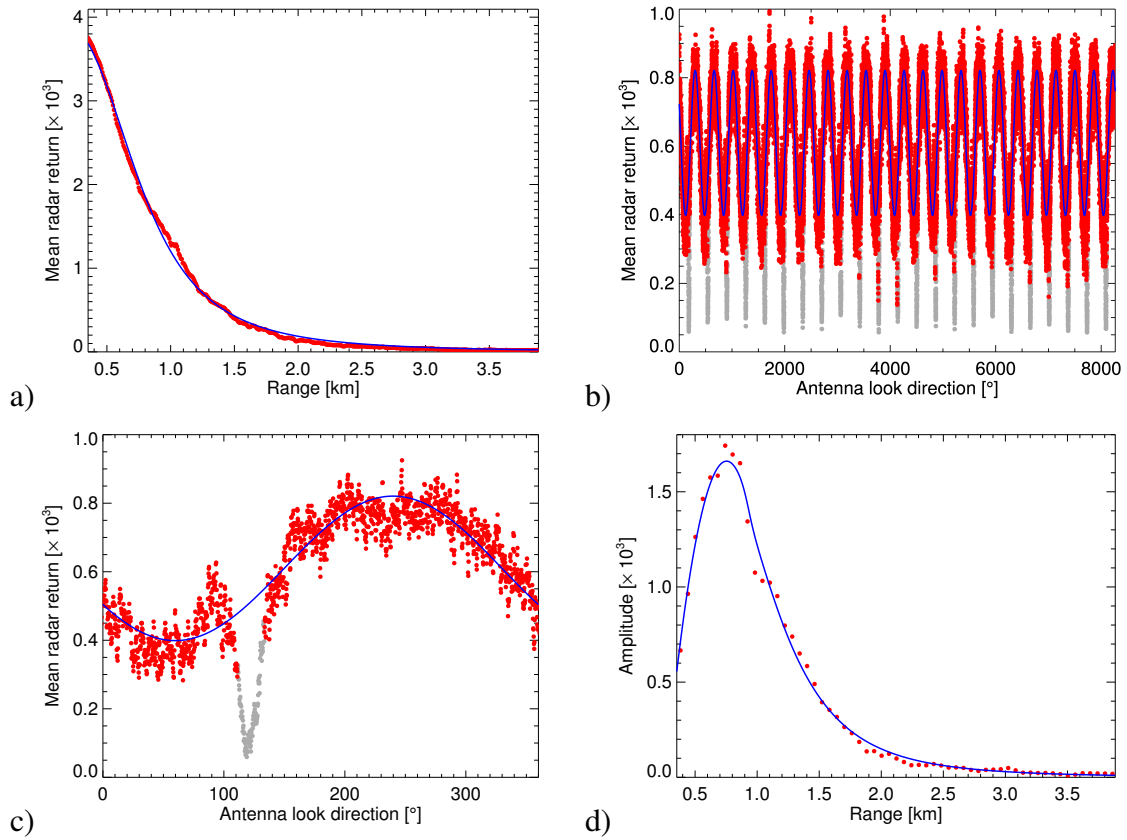 4
3
2
1
0
Mean radar return [× 10³]
0.5 1.0 1.5 2.0 2.5 3.0 3.5
Range [km]
a)
1.0
0.8
0.6
0.4
0.2
0.0
Mean radar return [× 10³]
0 2000 4000 6000 8000
Antenna look direction [°]
b)
1.0
0.8
0.6
0.4
0.2
0.0
Mean radar return [× 10³]
0 100 200 300
Antenna look direction [°]
c)
1.5
1.0
0.5
0.0
Amplitude [× 10³]
0.5 1.0 1.5 2.0 2.5 3.0 3.5
Range [km]
d)